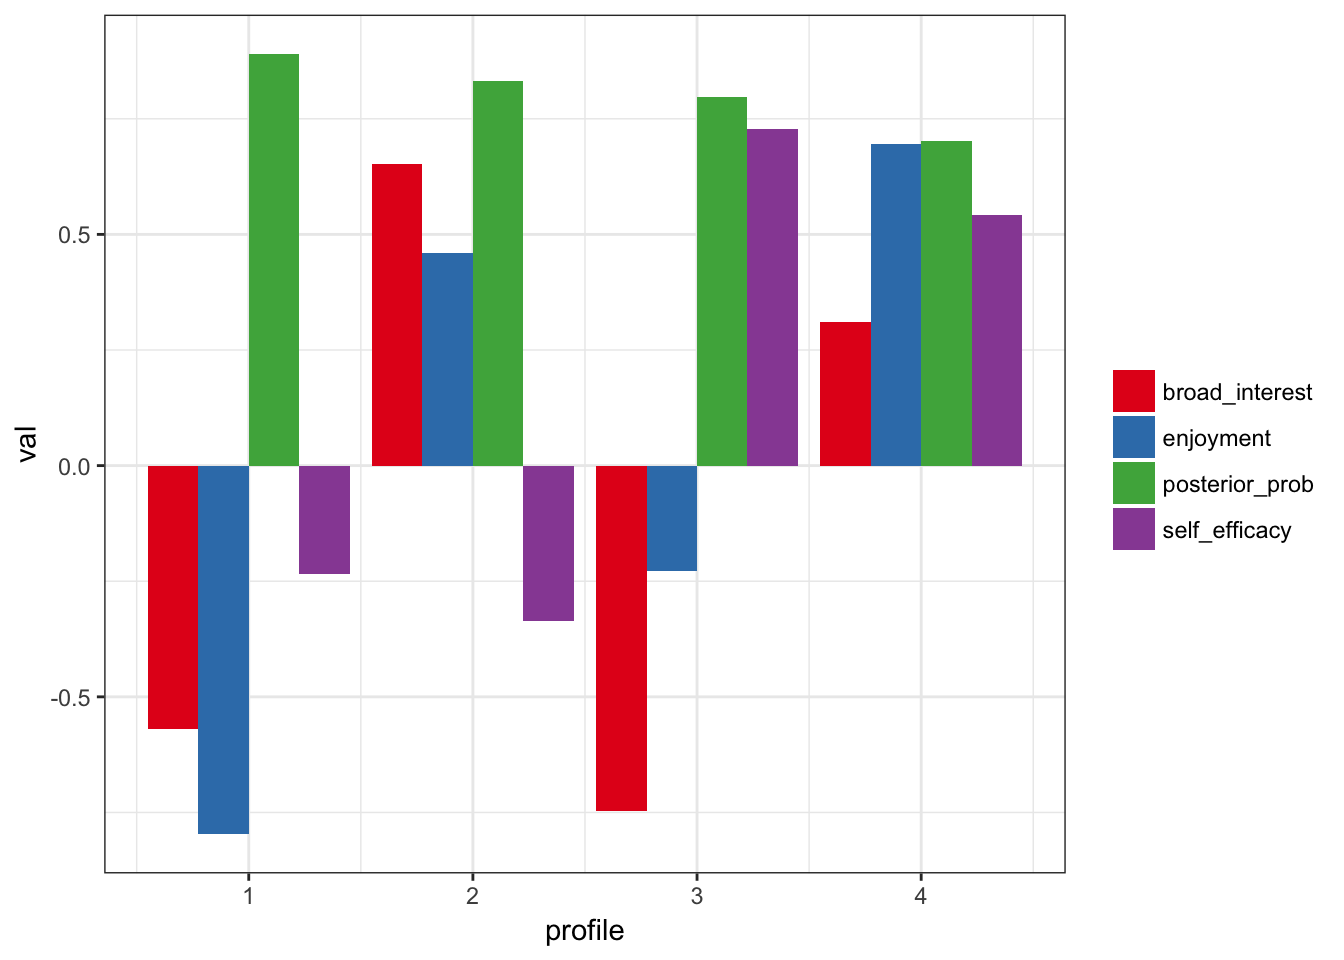 val
0.5
0.0
-0.5
1 2 3 4
profile
broad_interest
enjoyment
posterior_prob
self_efficacy